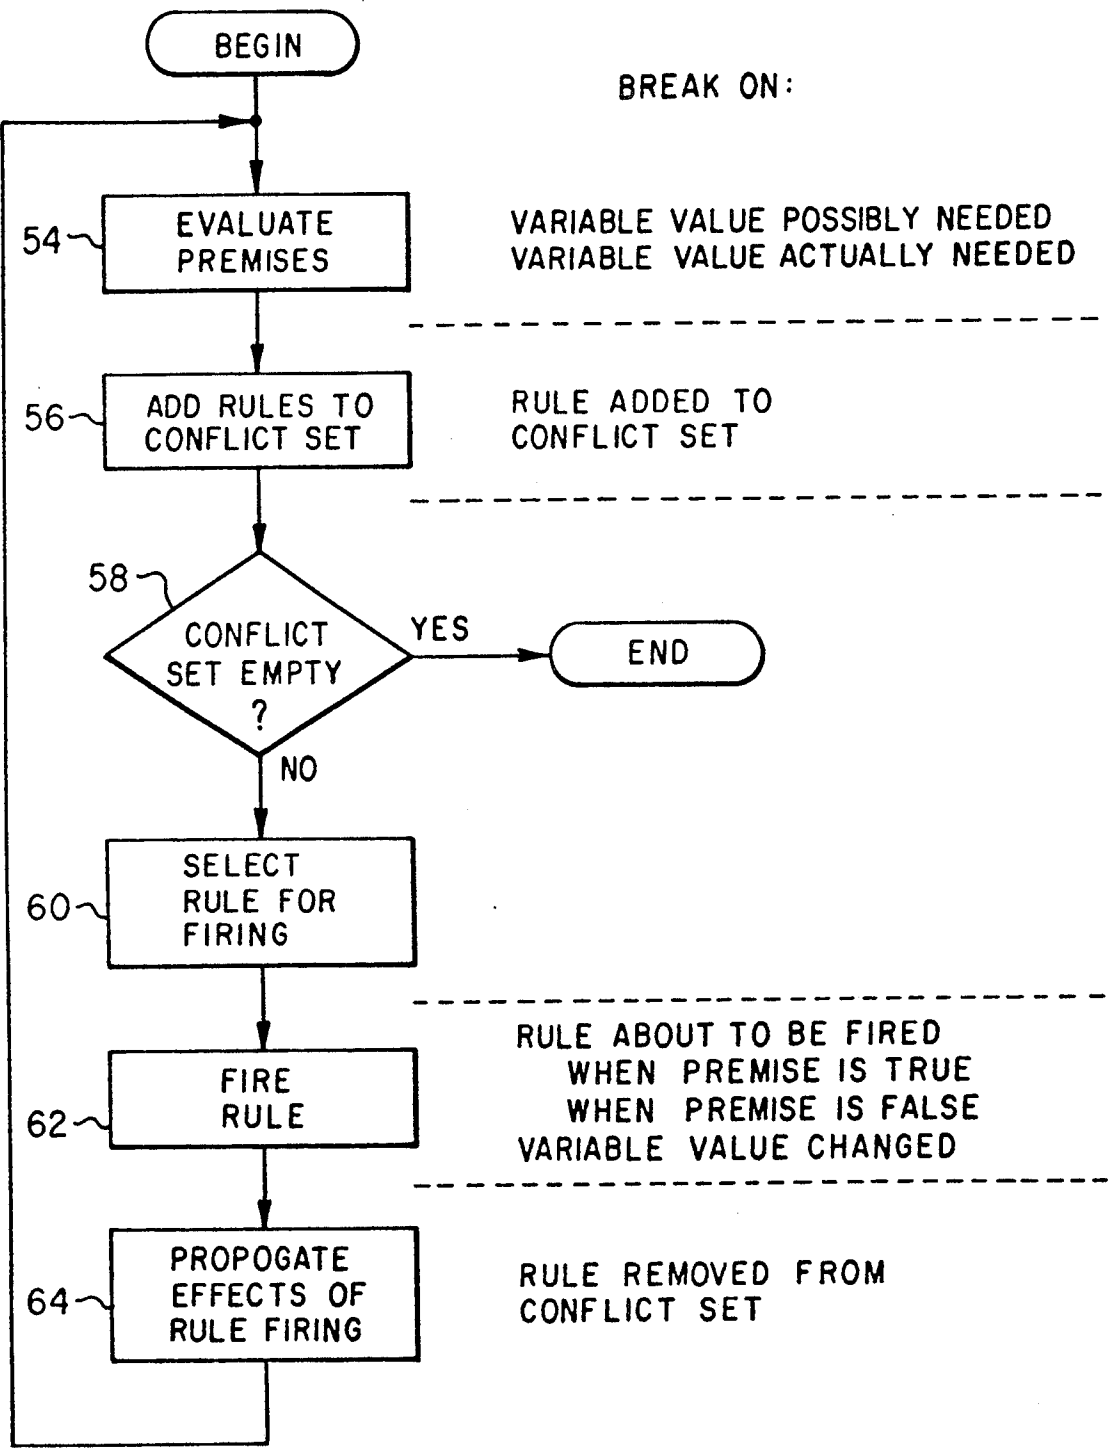 BEGIN
BREAK ON:
54
EVALUATE
PREMISES
VARIABLE VALUE POSSIBLY NEEDED
VARIABLE VALUE ACTUALLY NEEDED
56
ADD RULES TO
CONFLICT SET
RULE ADDED TO
CONFLICT SET
58
CONFLICT
SET EMPTY
?
YES
END
NO
60
SELECT
RULE FOR
FIRING
62
FIRE
RULE
RULE ABOUT TO BE FIRED
WHEN PREMISE IS TRUE
WHEN PREMISE IS FALSE
VARIABLE VALUE CHANGED
64
PROPOGATE
EFFECTS OF
RULE FIRING
RULE REMOVED FROM
CONFLICT SET